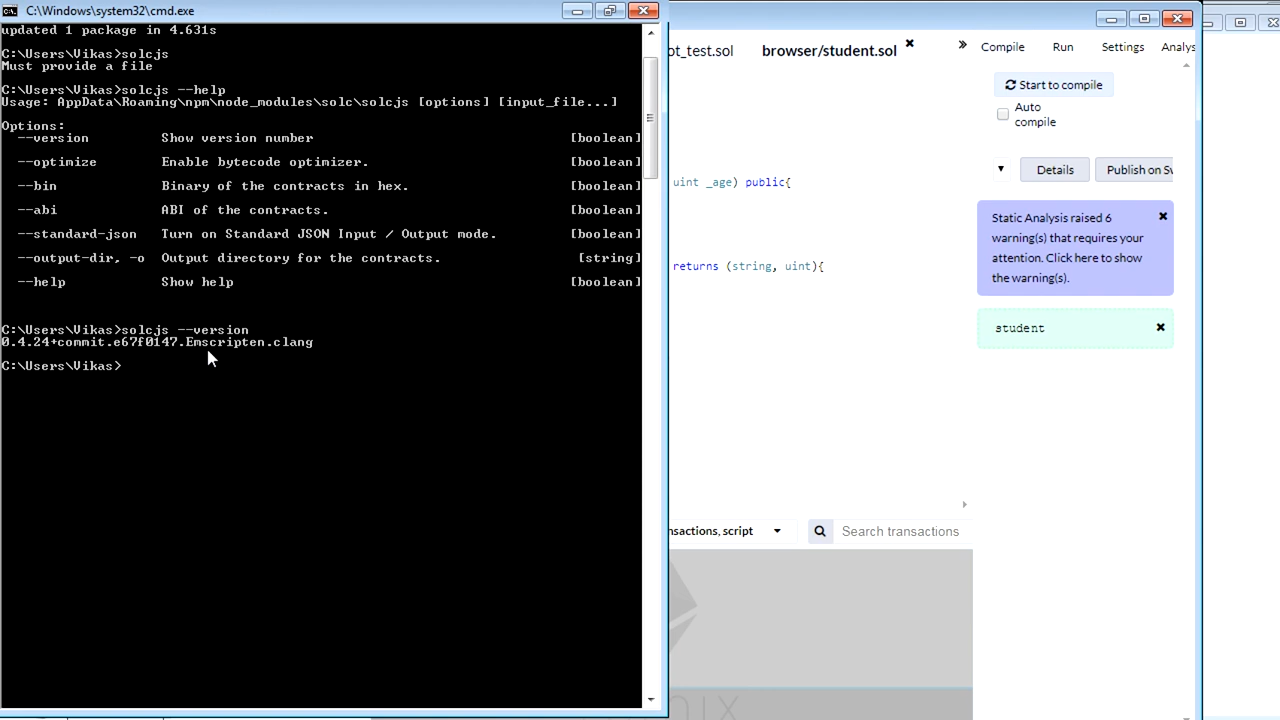 C:\Windows\system32\cmd.exe
updated 1 package in 4.631s
C:\Users\Vikas>solcjs
Must provide a file
C:\Users\Vikas>solcjs --help
Usage: AppData\Roaming\npm\node_modules\solc\solcjs [options] [input_file...]
Options:
--version Show version number [boolean]
--optimize Enable bytecode optimizer. [boolean]
--bin Binary of the contracts in hex. [boolean]
--abi ABI of the contracts. [boolean]
--standard-json Turn on Standard JSON Input / Output mode. [boolean]
--output-dir, -o Output directory for the contracts. [string]
--help Show help [boolean]
C:\Users\Vikas>solcjs --version
0.4.24+commit.e67f0147.Emscripten.clang
C:\Users\Vikas>
pt_test.sol browser/student.sol
Compile Run Settings Analys
Start to compile
Auto
compile
Details Publish on Sw
uint _age) public{
returns (string, uint){
Static Analysis raised 6
warning(s) that requires your
attention. Click here to show
the warning(s).
student
nsactions, script Search transactions